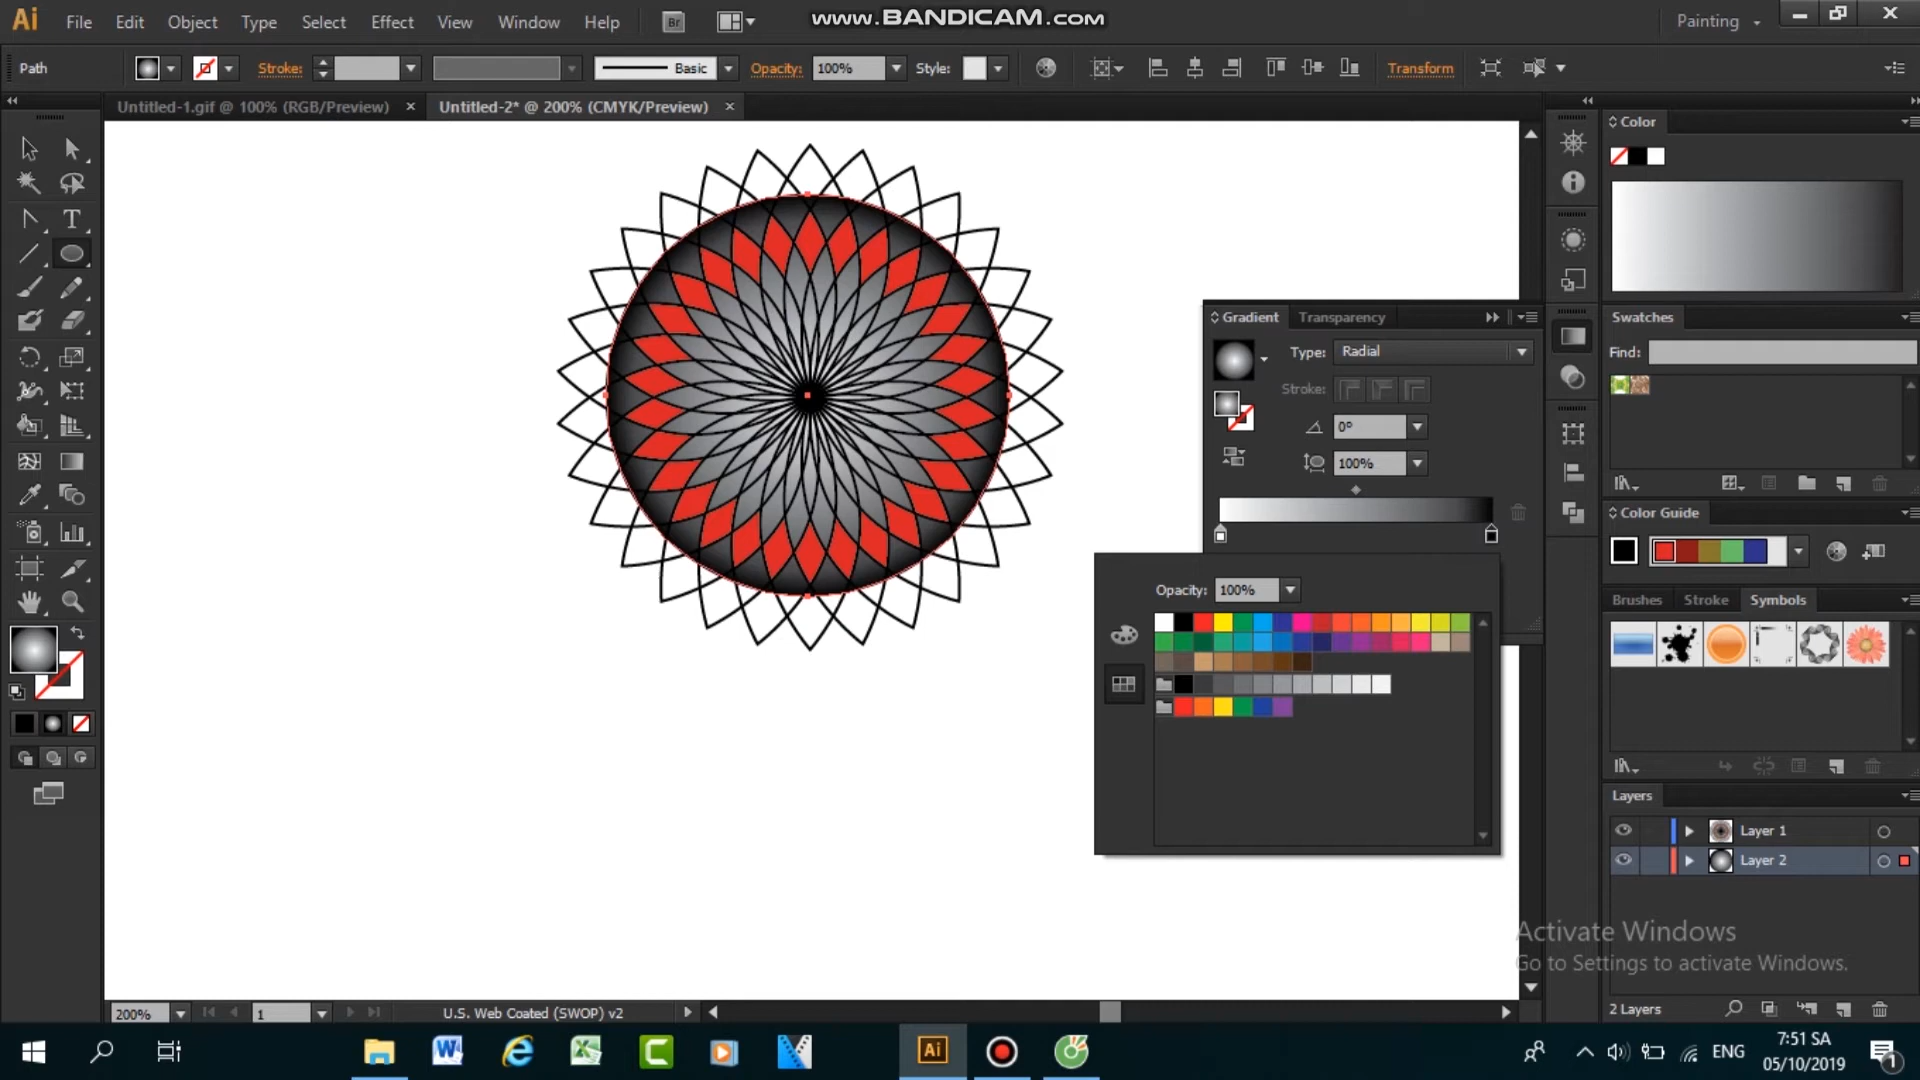 www.BANDICAM.com
Ai File Edit Object Type Select Effect View Window Help Br Painting
Path Stroke: Basic Opacity: 100% Style: Transform
Untitled-1.gif @ 100% (RGB/Preview) × Untitled-2* @ 200% (CMYK/Preview) ×
Color
Gradient Transparency
Type: Radial
Stroke:
0°
100%
Opacity: 100%
Swatches
Find:
Color Guide
Brushes Stroke Symbols
Layers
Layer 1
Layer 2
Activate Windows
Go to Settings to activate Windows.
2 Layers
200% 1 U.S. Web Coated (SWOP) v2
Ai
ENG
7:51 SA
05/10/2019
1